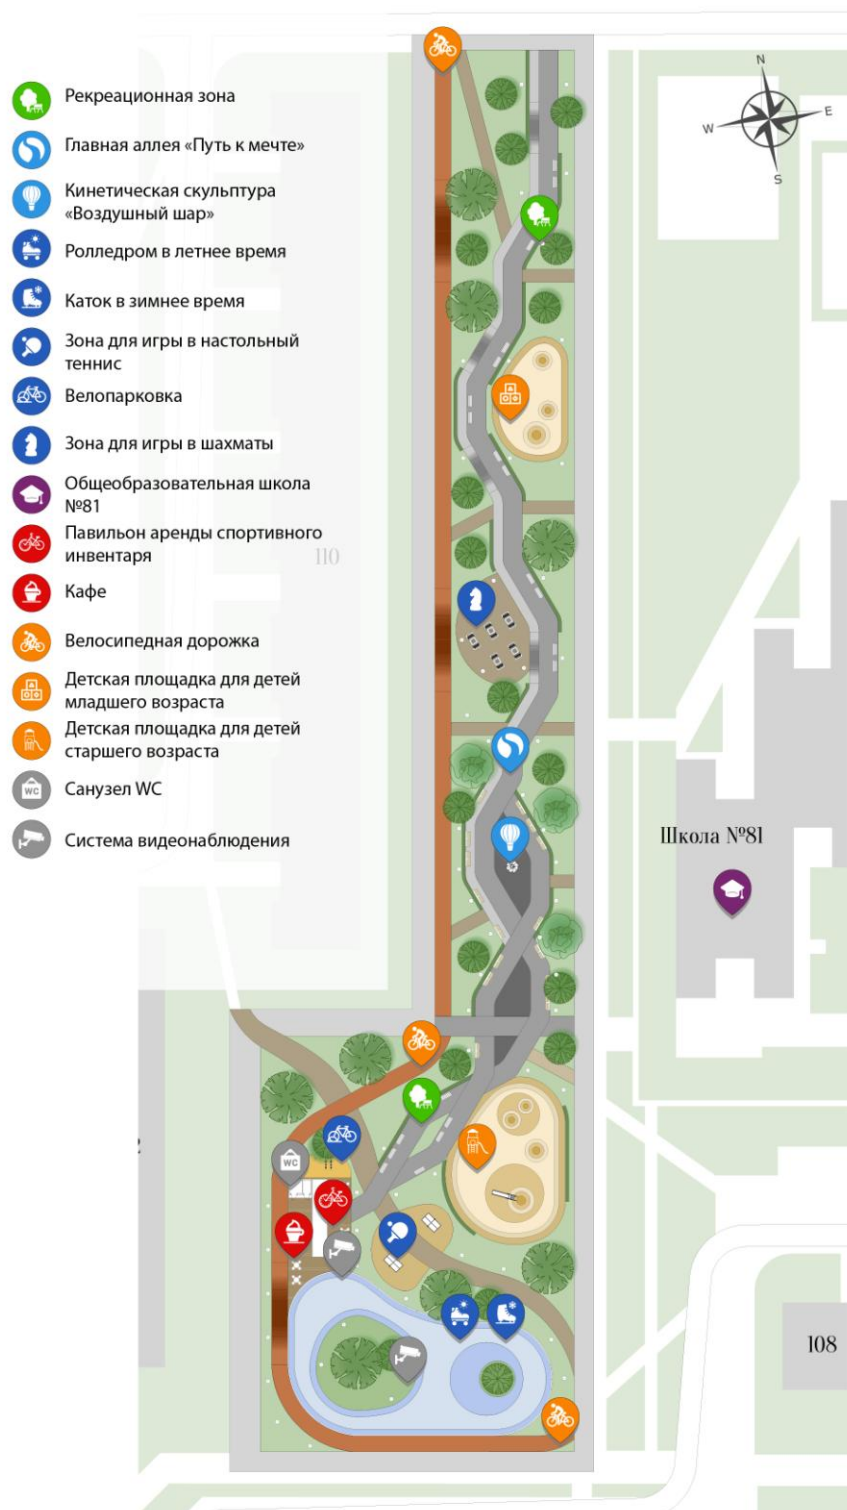 Рекреационная зона
Главная аллея «Путь к мечте»
Кинетическая скульптура
«Воздушный шар»
Ролледром в летнее время
Каток в зимнее время
Зона для игры в настольный
теннис
Велопарковка
Зона для игры в шахматы
Общеобразовательная школа
№81
Павильон аренды спортивного
инвентаря
110
Кафе
Велосипедная дорожка
Детская площадка для детей
младшего возраста
Детская площадка для детей
старшего возраста
WC
Санузел WC
Система видеонаблюдения
N
E
W
S
Школа №81
WC
108